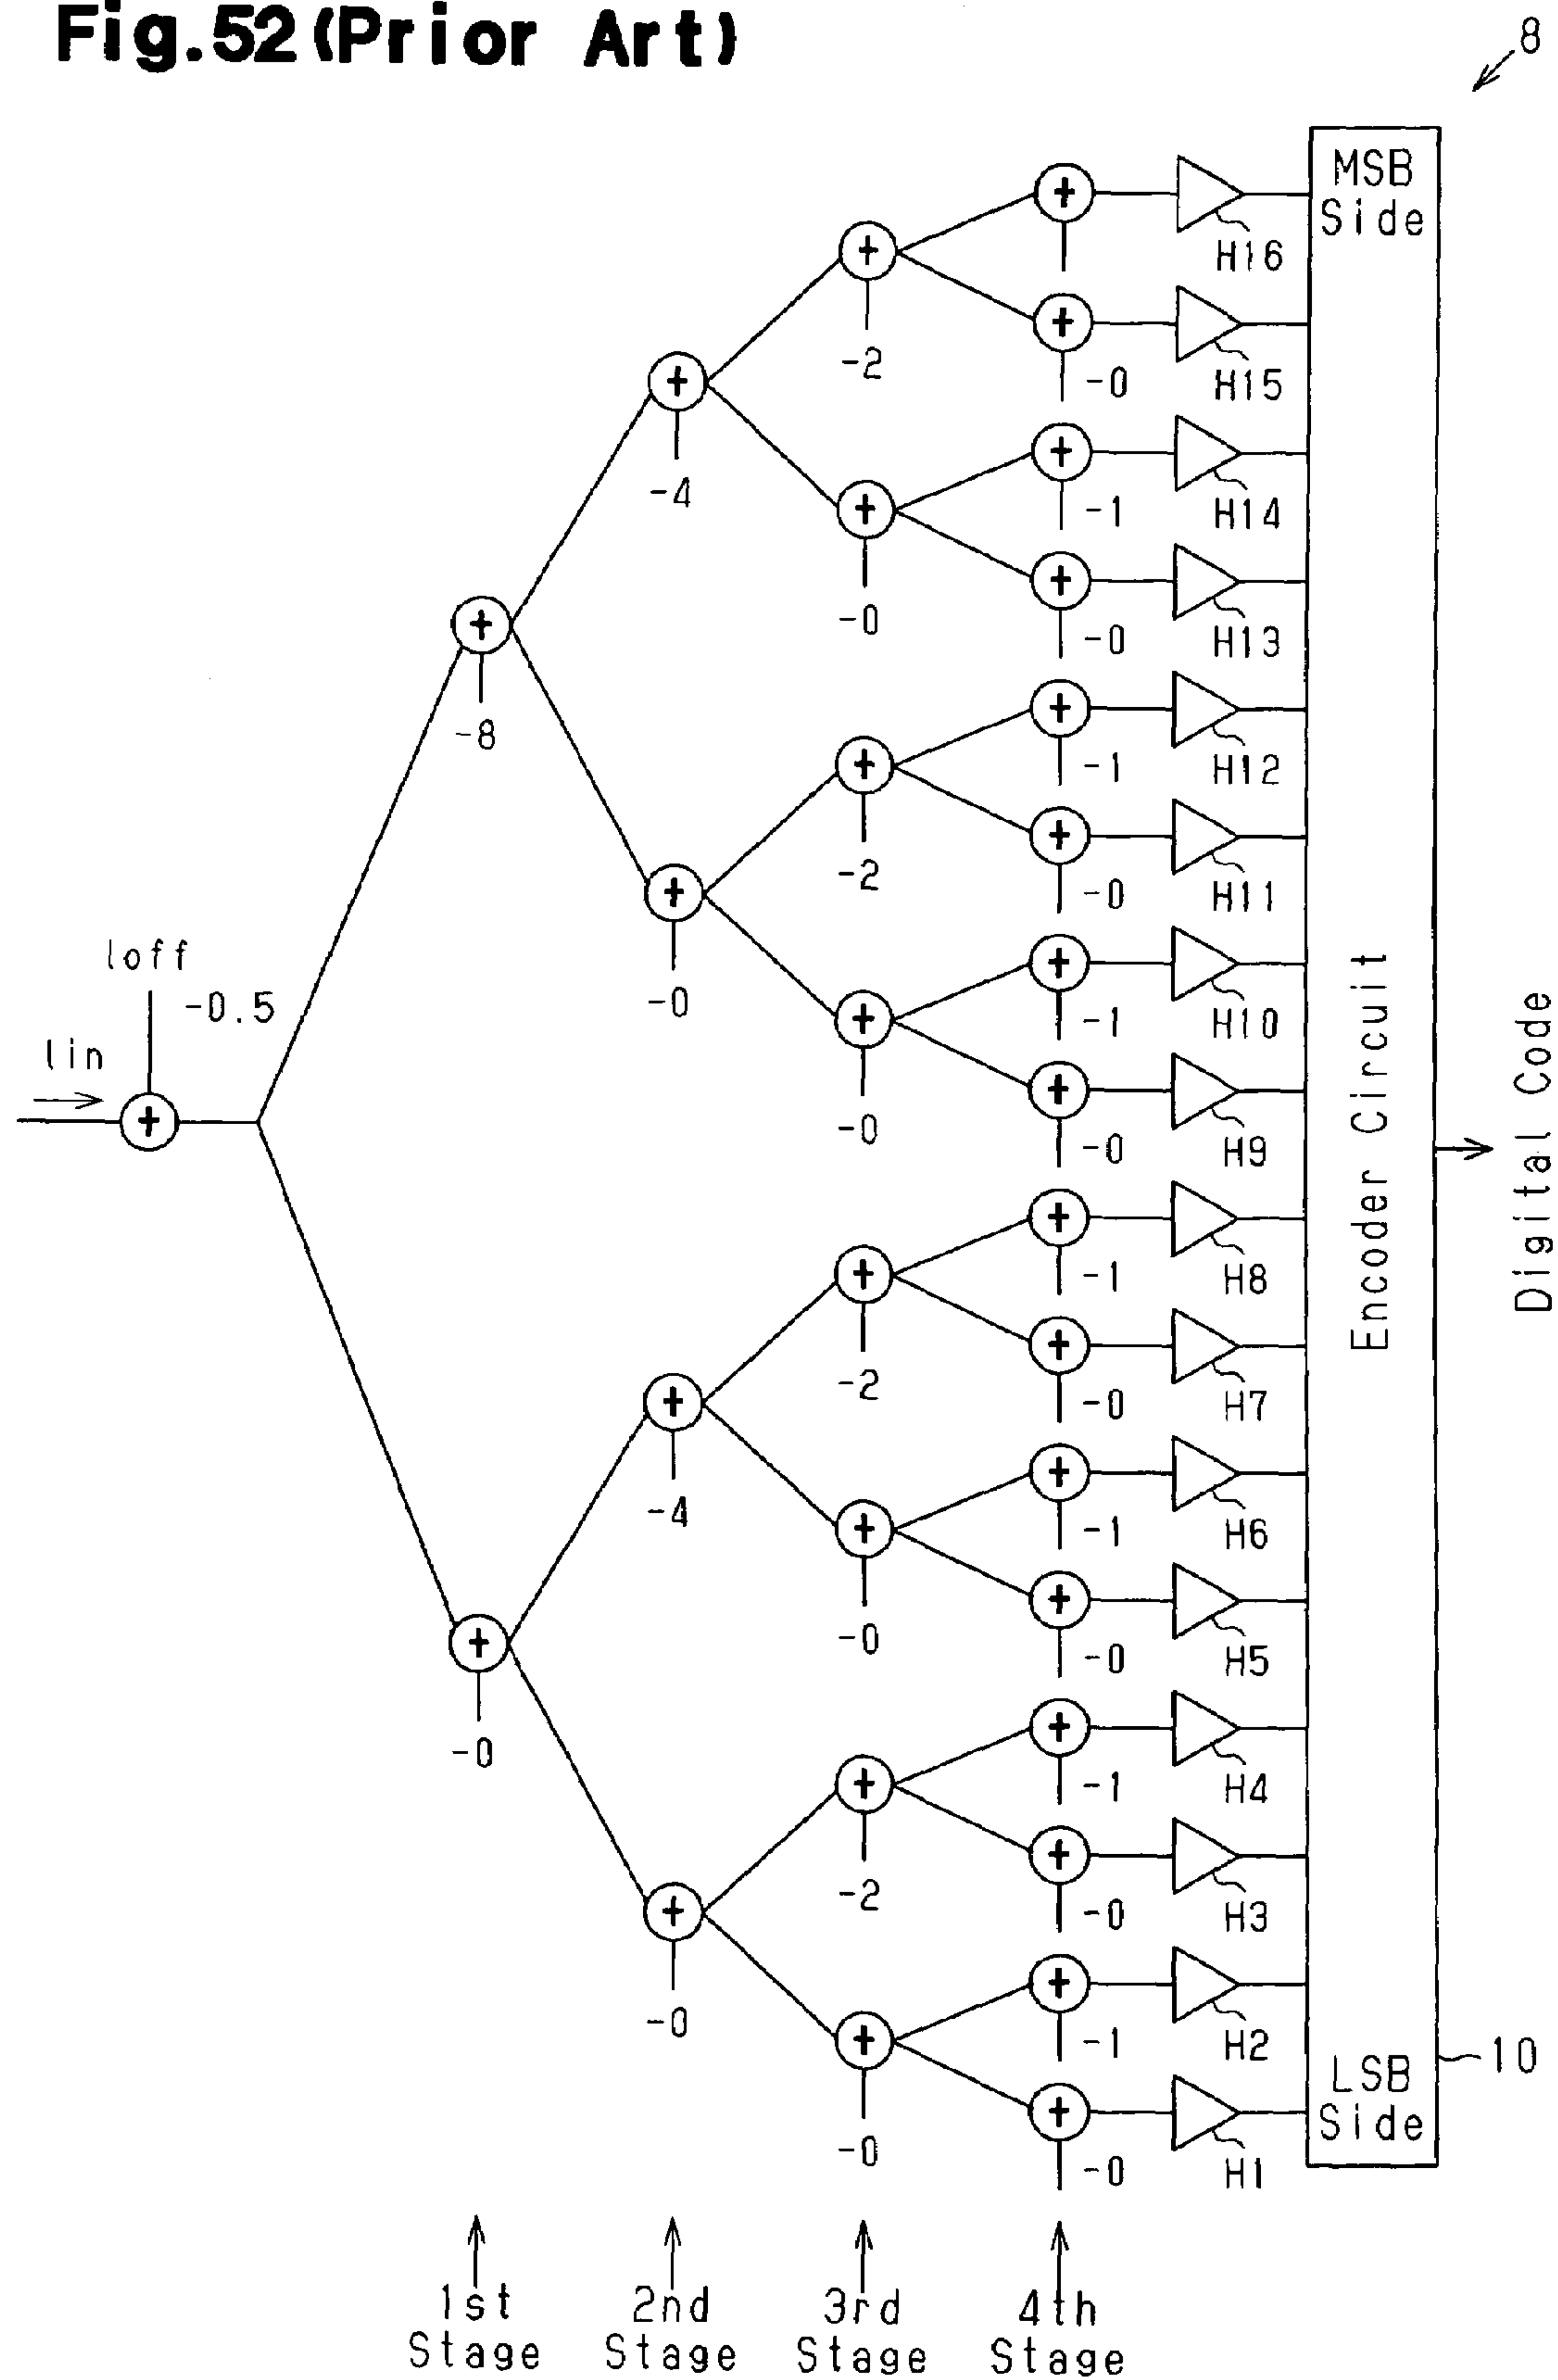 Fig.52(Prior Art)
8
MSB
Side
H16
-2
-0
H15
-4
-1
H14
-0
-0
H13
-8
-1
H12
-2
-0
H11
Ioff
-0.5
-0
-1
H10
Iin
-0
-0
H9
Encoder Circuit
Digital Code
-1
H8
-2
-0
H7
-4
-1
H6
-0
-0
H5
-0
-1
H4
-2
-0
H3
-0
-1
H2
10
LSB
Side
-0
-0
H1
1st
Stage
2nd
Stage
3rd
Stage
4th
Stage